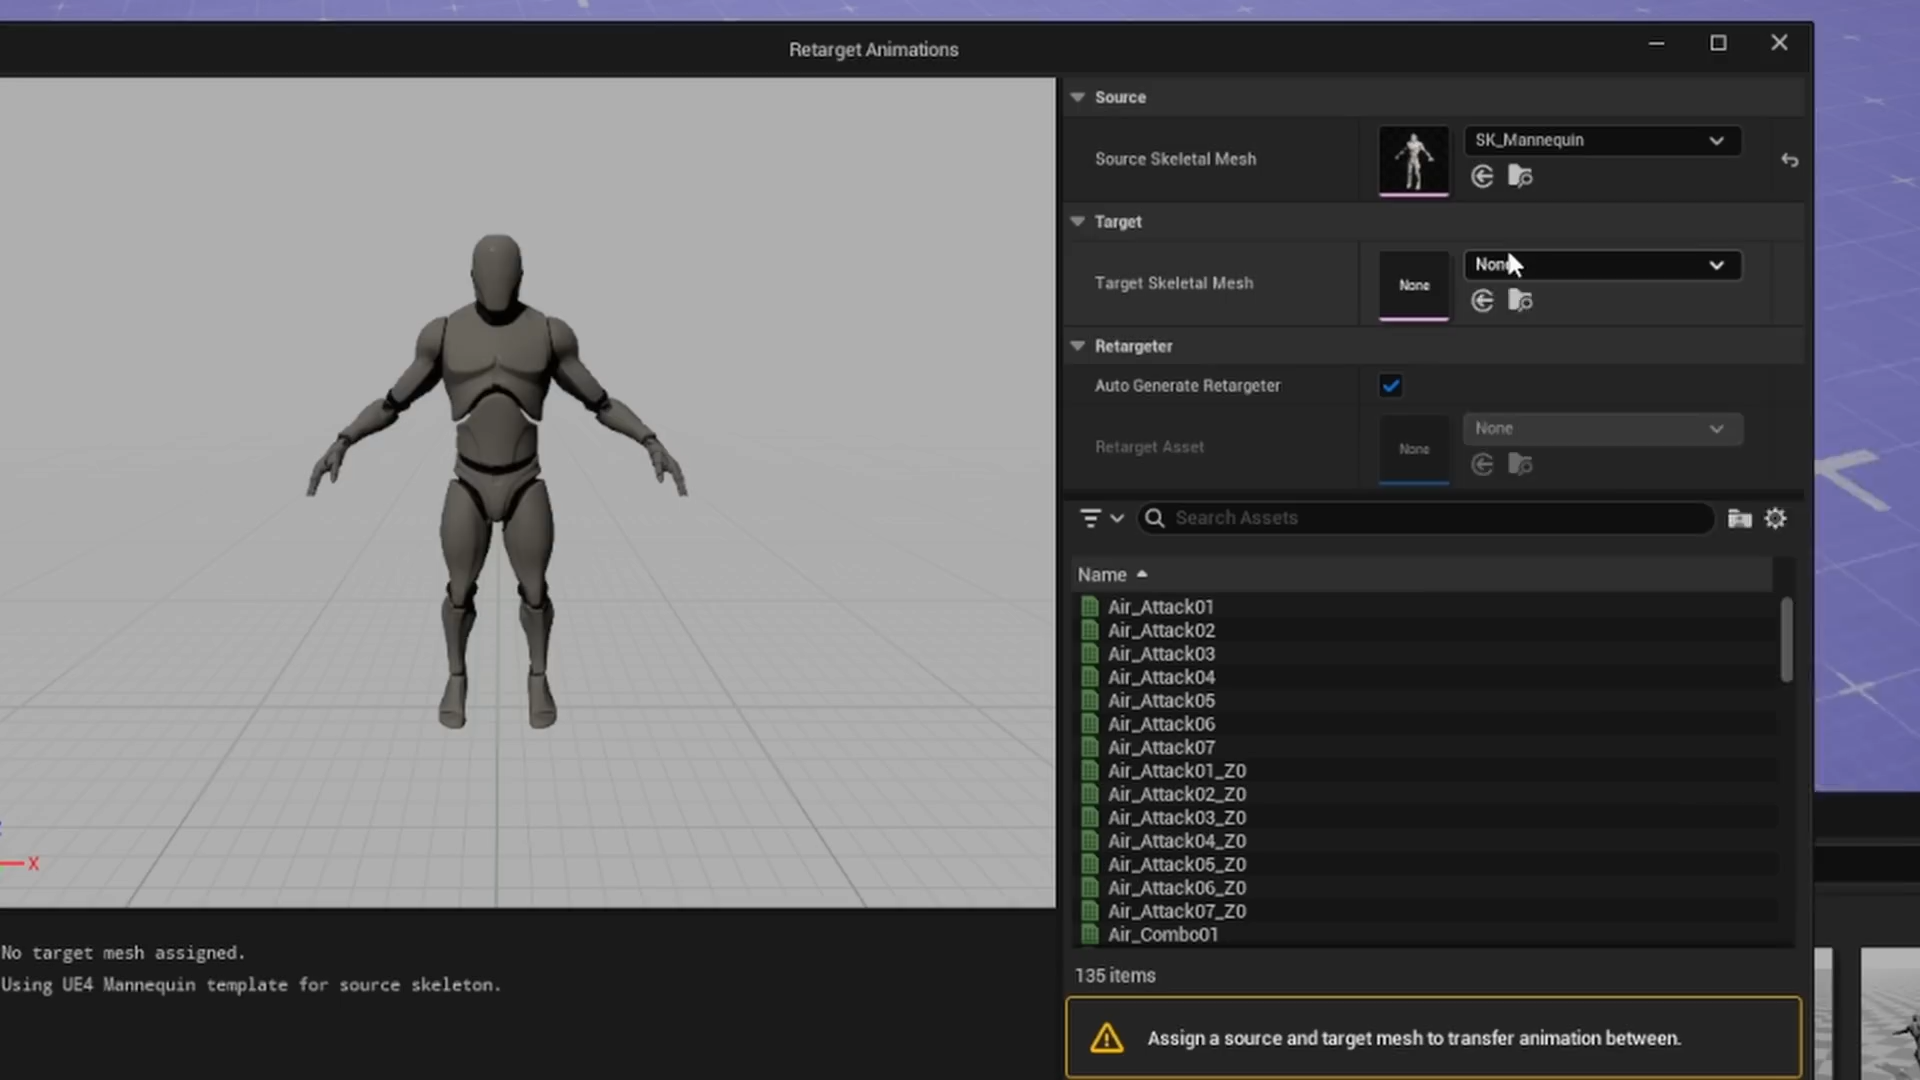 Retarget Animations
Source
Source Skeletal Mesh
SK_Mannequin
Target
Target Skeletal Mesh
None
None
Retargeter
Auto Generate Retargeter
Retarget Asset
None
None
Search Assets
Name
Air_Attack01
Air_Attack02
Air_Attack03
Air_Attack04
Air_Attack05
Air_Attack06
Air_Attack07
Air_Attack01_Z0
Air_Attack02_Z0
Air_Attack03_Z0
Air_Attack04_Z0
Air_Attack05_Z0
Air_Attack06_Z0
Air_Attack07_Z0
Air_Combo01
135 items
Assign a source and target mesh to transfer animation between.
X
No target mesh assigned.
Using UE4 Mannequin template for source skeleton.